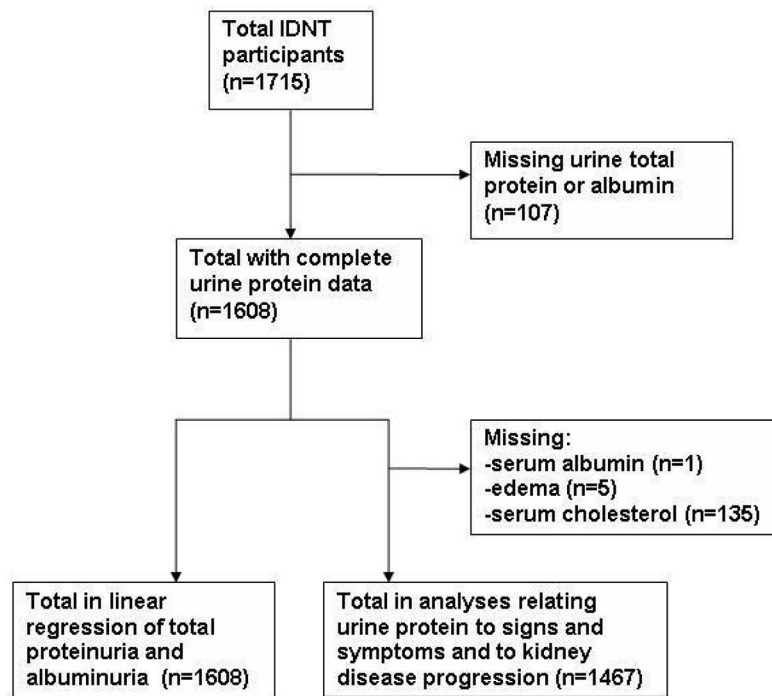 Total IDNT
participants
(n=1715)
Missing urine total
protein or albumin
(n=107)
Total with complete
urine protein data
(n=1608)
Missing:
-serum albumin (n=1)
-edema (n=5)
-serum cholesterol (n=135)
Total in linear
regression of total
proteinuria and
albuminuria (n=1608)
Total in analyses relating
urine protein to signs and
symptoms and to kidney
disease progression (n=1467)